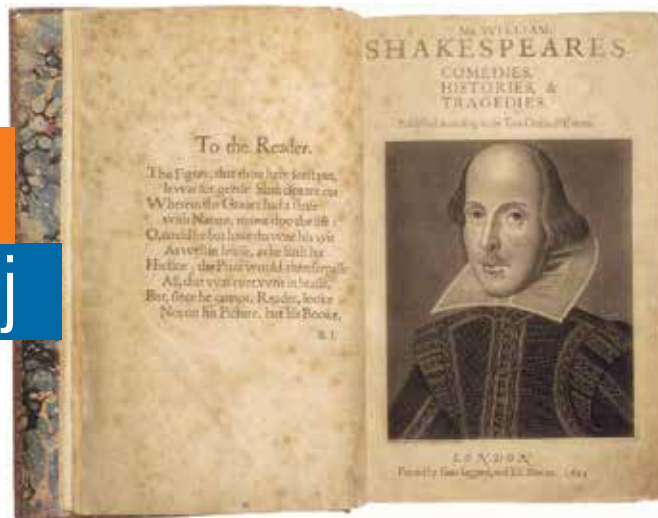 To the Reader.
This Figure, that thou here seest put,
It was for gentle Shakespeare cut
Wherein the Graver had a strife
with Nature, to out-doo the life:
O, could he but have drawne his wit
As well in brasse, as he hath hit
His face; the Print would then surpasse
All, that vvas ever vvrit in brasse,
But, since he cannot, Reader, looke
Not on his Picture, but his Booke,
B. I.
Mr. WILLIAM
SHAKESPEARES
COMEDIES,
HISTORIES, &
TRAGEDIES
Published according to the True Originall Copies.
LONDON
Printed by Isaac Iaggard, and Ed. Blount. 1623
j